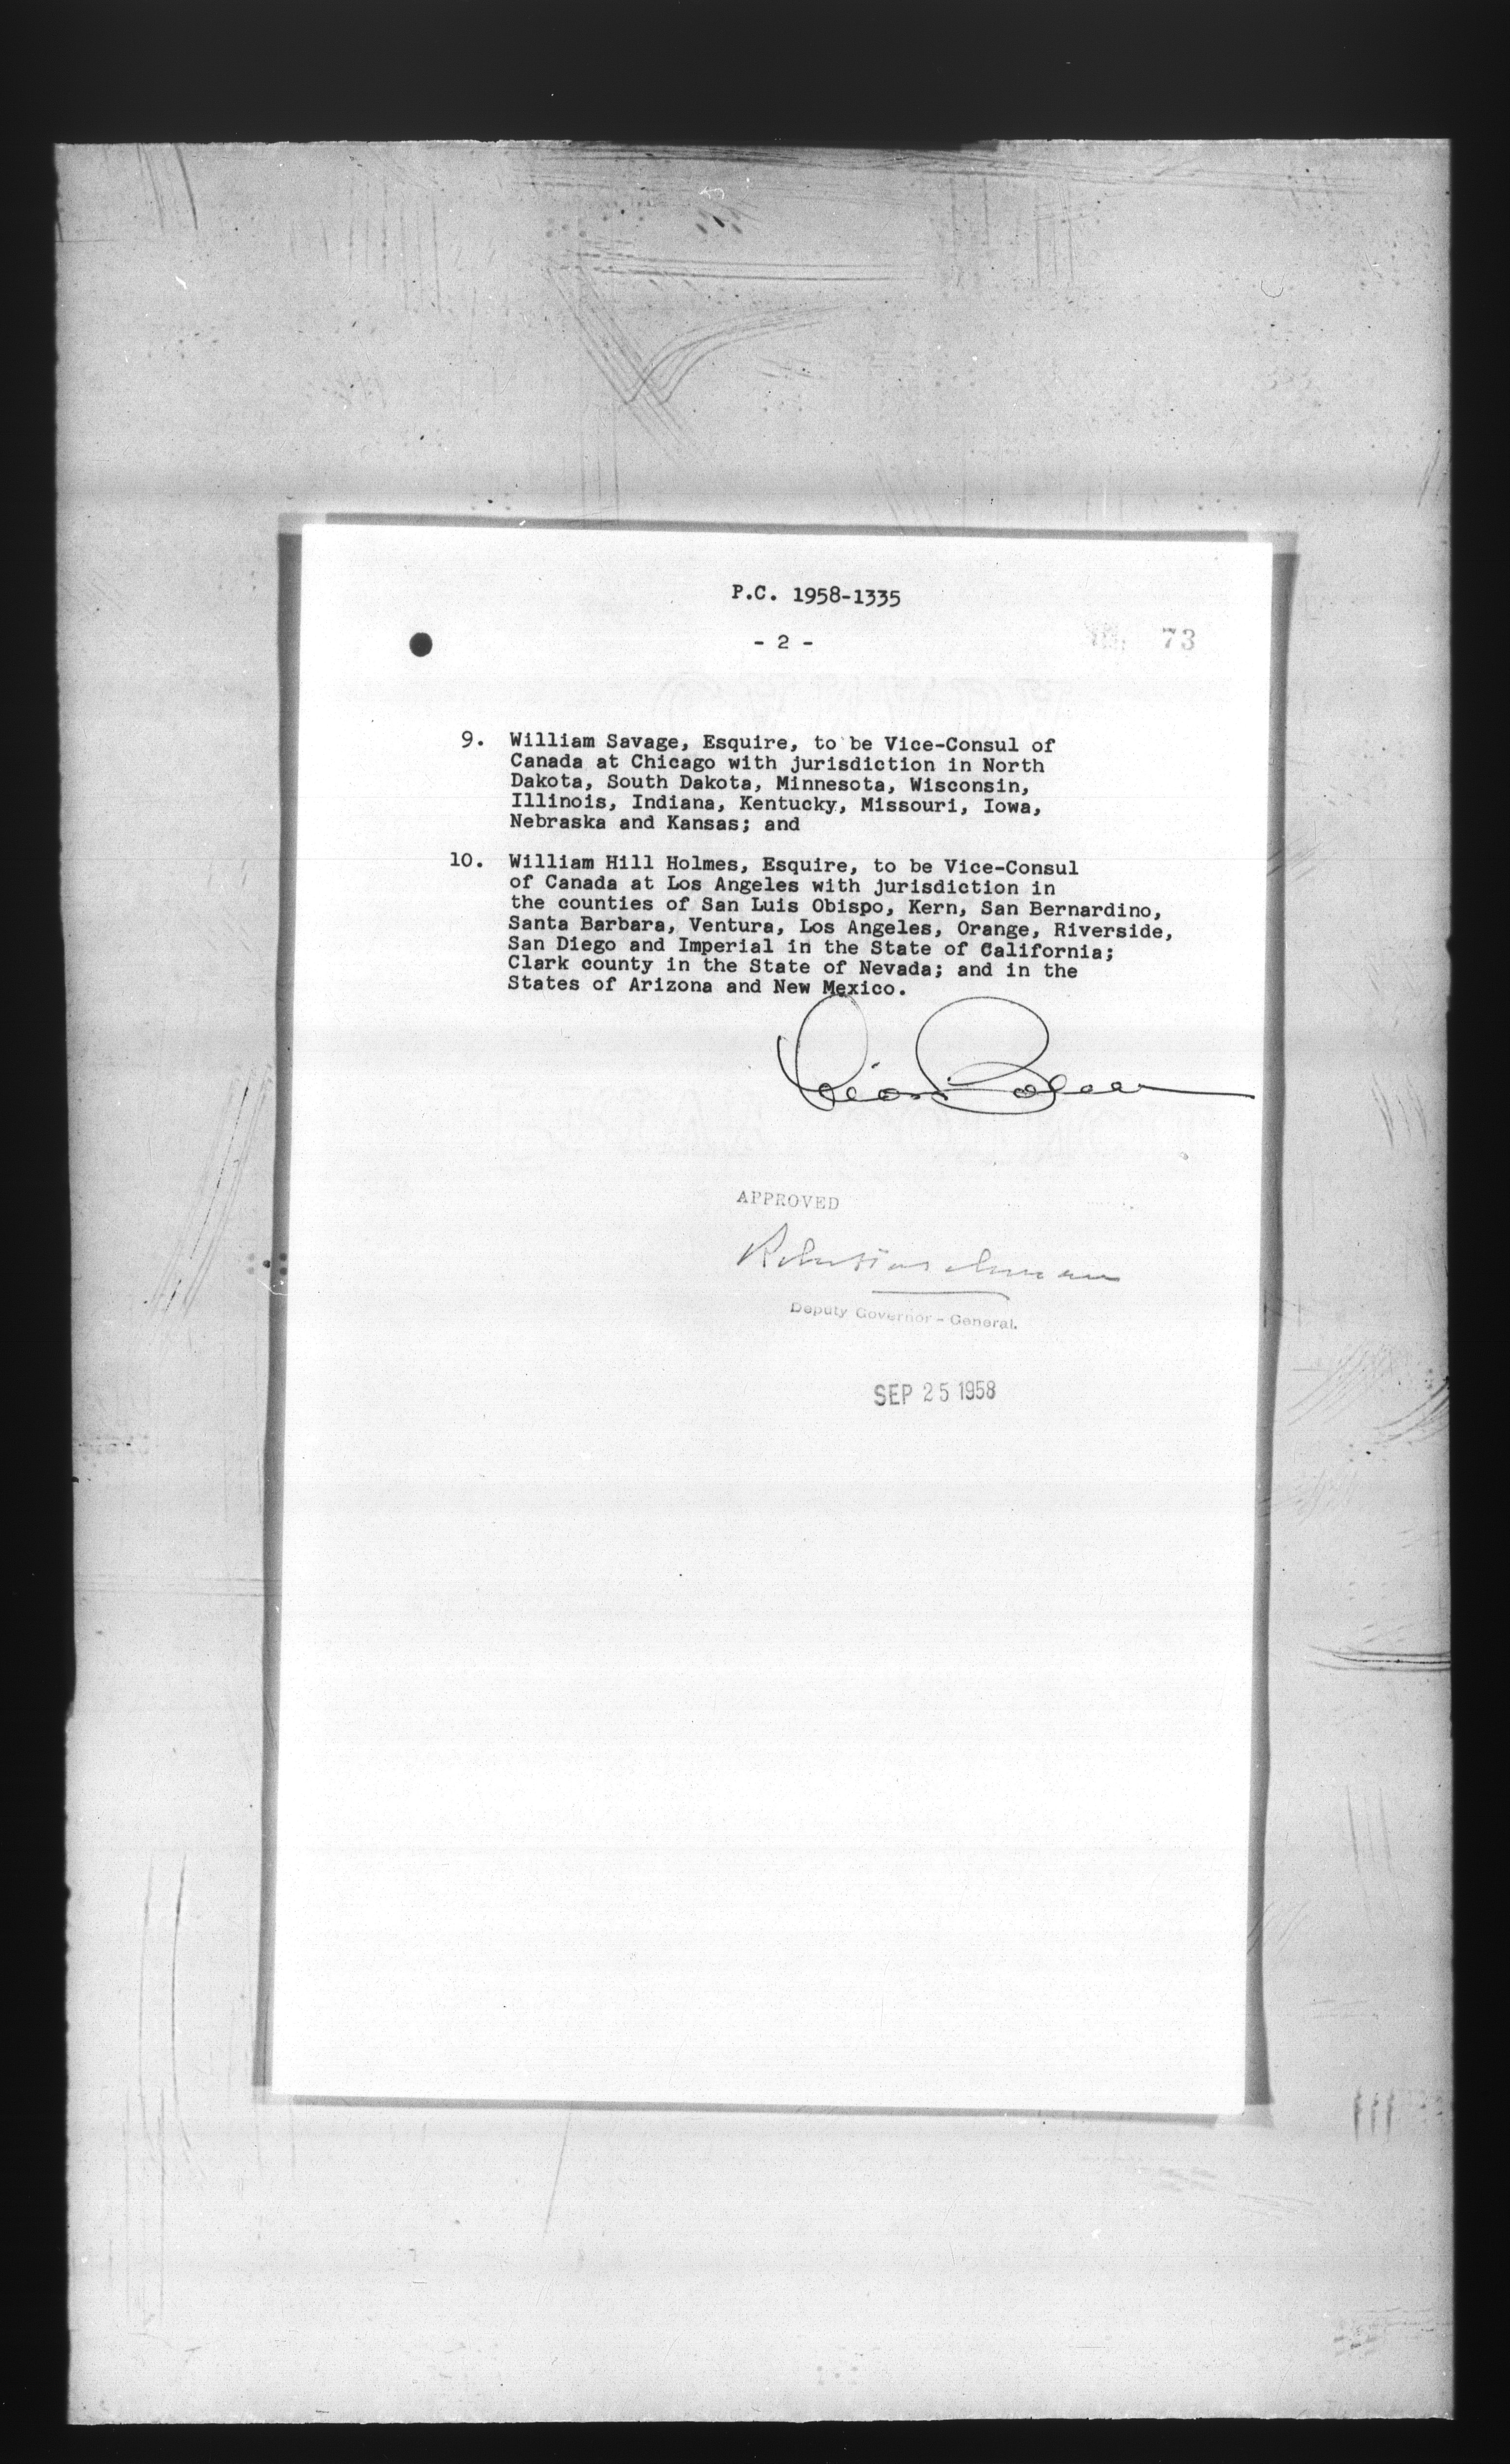 P.C. 1958-1335
- 2 -
73
9. William Savage, Esquire, to be Vice-Consul of
Canada at Chicago with jurisdiction in North
Dakota, South Dakota, Minnesota, Wisconsin,
Illinois, Indiana, Kentucky, Missouri, Iowa,
Nebraska and Kansas; and
10. William Hill Holmes, Esquire, to be Vice-Consul
of Canada at Los Angeles with jurisdiction in
the counties of San Luis Obispo, Kern, San Bernardino,
Santa Barbara, Ventura, Los Angeles, Orange, Riverside,
San Diego and Imperial in the State of California;
Clark county in the State of Nevada; and in the
States of Arizona and New Mexico.
APPROVED
Deputy Governor - General.
SEP 25 1958